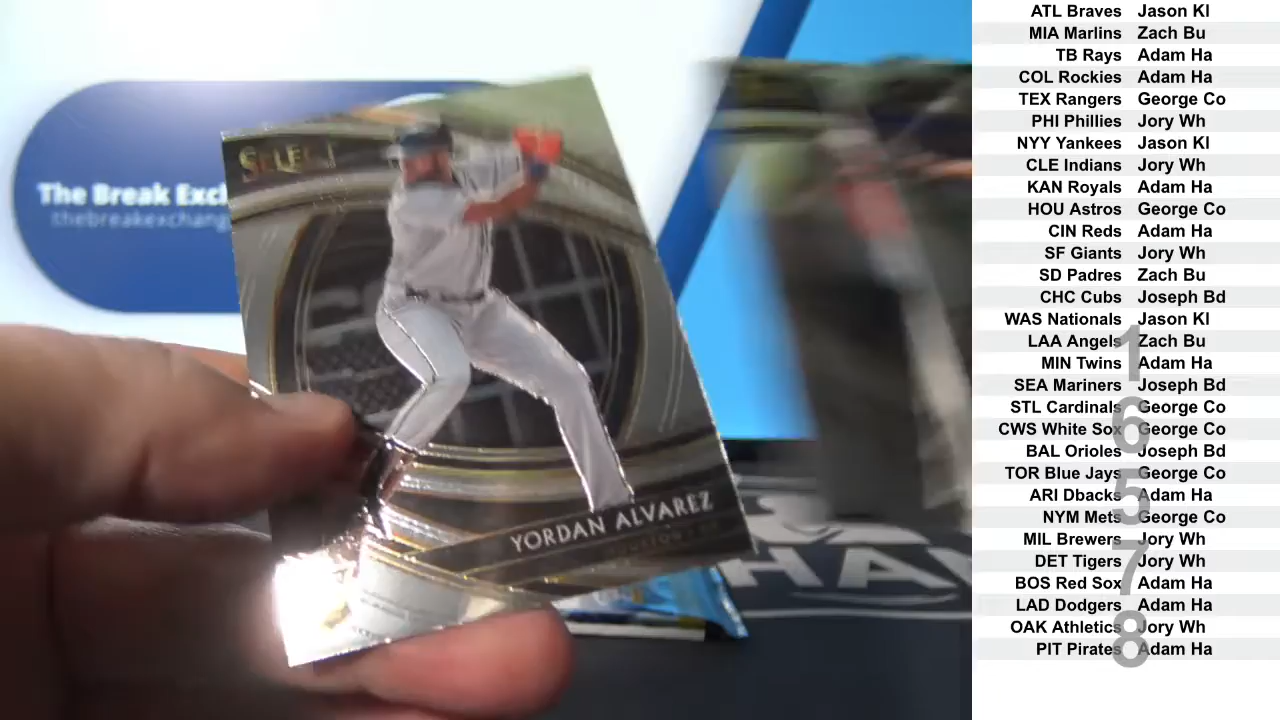 The Break Exch
thebreakexchang
SELECT
YORDAN ALVAREZ
HAN
ATL Braves Jason Kl
MIA Marlins Zach Bu
TB Rays Adam Ha
COL Rockies Adam Ha
TEX Rangers George Co
PHI Phillies Jory Wh
NYY Yankees Jason Kl
CLE Indians Jory Wh
KAN Royals Adam Ha
HOU Astros George Co
CIN Reds Adam Ha
SF Giants Jory Wh
SD Padres Zach Bu
CHC Cubs Joseph Bd
WAS Nationals Jason Kl
LAA Angels Zach Bu
MIN Twins Adam Ha
SEA Mariners Joseph Bd
STL Cardinals George Co
CWS White Sox George Co
BAL Orioles Joseph Bd
TOR Blue Jays George Co
ARI Dbacks Adam Ha
NYM Mets George Co
MIL Brewers Jory Wh
DET Tigers Jory Wh
BOS Red Sox Adam Ha
LAD Dodgers Adam Ha
OAK Athletics Jory Wh
PIT Pirates Adam Ha
1
6
5
7
8